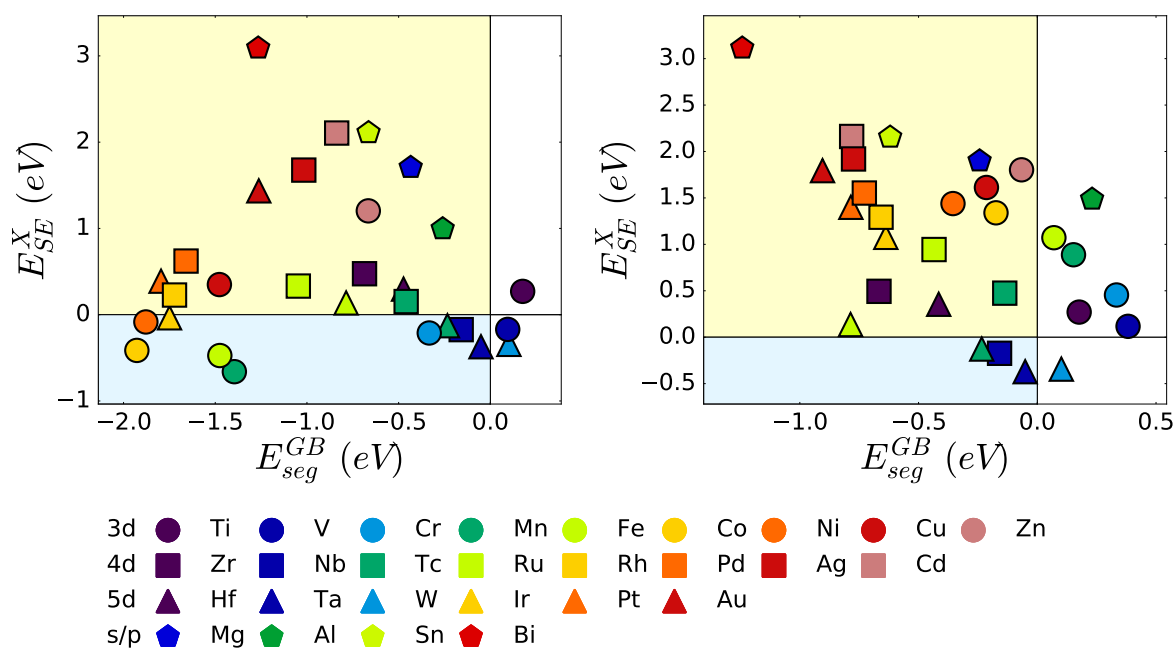 3
2
1
0
−1
−2.0 −1.5 −1.0 −0.5 0.0
E_{SE}^{X} (eV)
E_{seg}^{GB} (eV)
3.0
2.5
2.0
1.5
1.0
0.5
0.0
−0.5
−1.0 −0.5 0.0 0.5
E_{SE}^{X} (eV)
E_{seg}^{GB} (eV)
3d Ti V Cr Mn Fe Co Ni Cu Zn
4d Zr Nb Tc Ru Rh Pd Ag Cd
5d Hf Ta W Ir Pt Au
s/p Mg Al Sn Bi